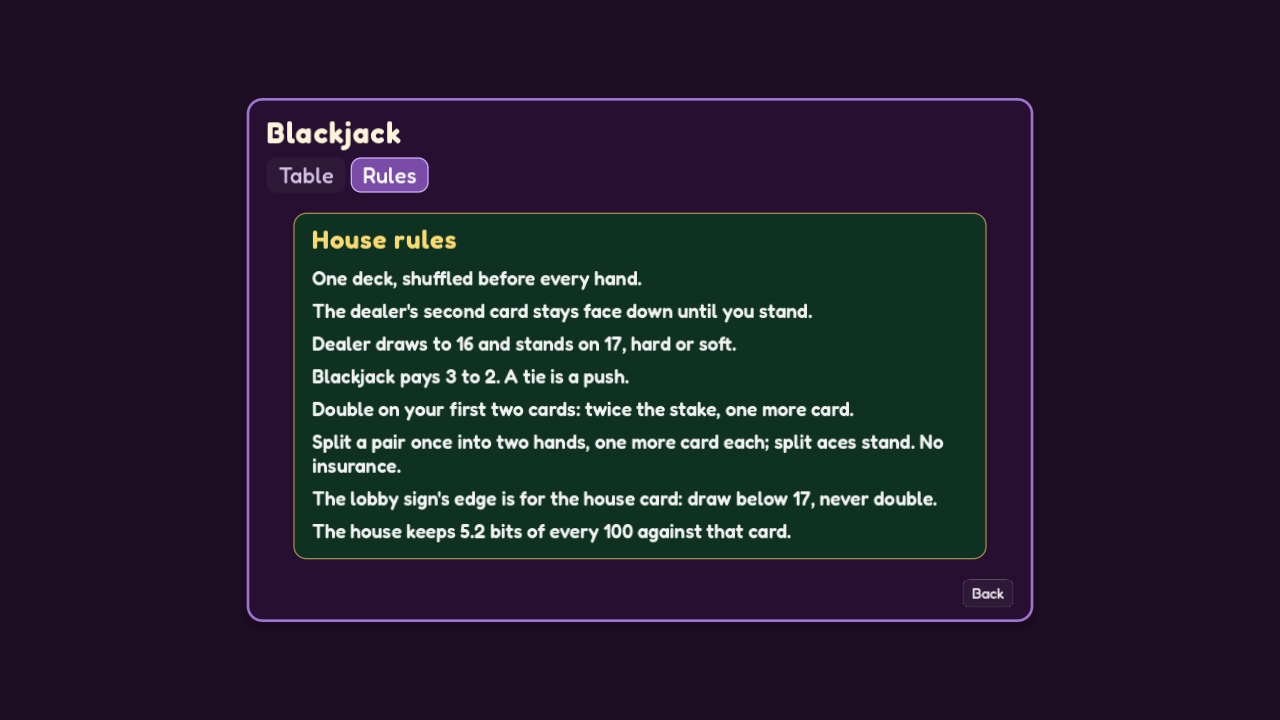 Blackjack
Table
Rules
House rules
One deck, shuffled before every hand.
The dealer's second card stays face down until you stand.
Dealer draws to 16 and stands on 17, hard or soft.
Blackjack pays 3 to 2. A tie is a push.
Double on your first two cards: twice the stake, one more card.
Split a pair once into two hands, one more card each; split aces stand. No
insurance.
The lobby sign's edge is for the house card: draw below 17, never double.
The house keeps 5.2 bits of every 100 against that card.
Back